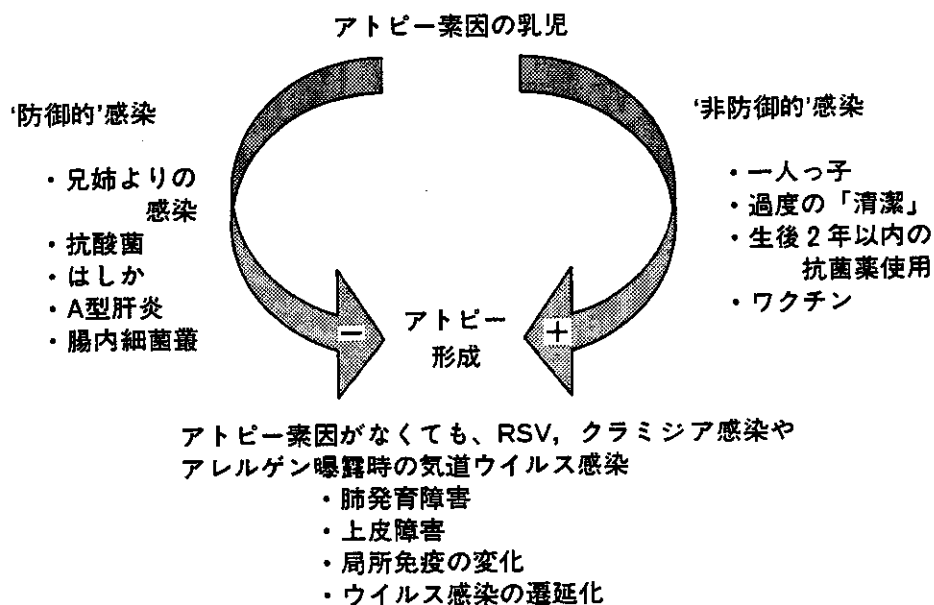 アトピー素因の乳児
'防御的'感染
・兄姉よりの
感染
・抗酸菌
・はしか
・A型肝炎
・腸内細菌叢
'非防御的'感染
・一人っ子
・過度の「清潔」
・生後2年以内の
抗菌薬使用
・ワクチン
−
アトピー
形成
+
アトピー素因がなくても、RSV，クラミジア感染や
アレルゲン曝露時の気道ウイルス感染
・肺発育障害
・上皮障害
・局所免疫の変化
・ウイルス感染の遷延化